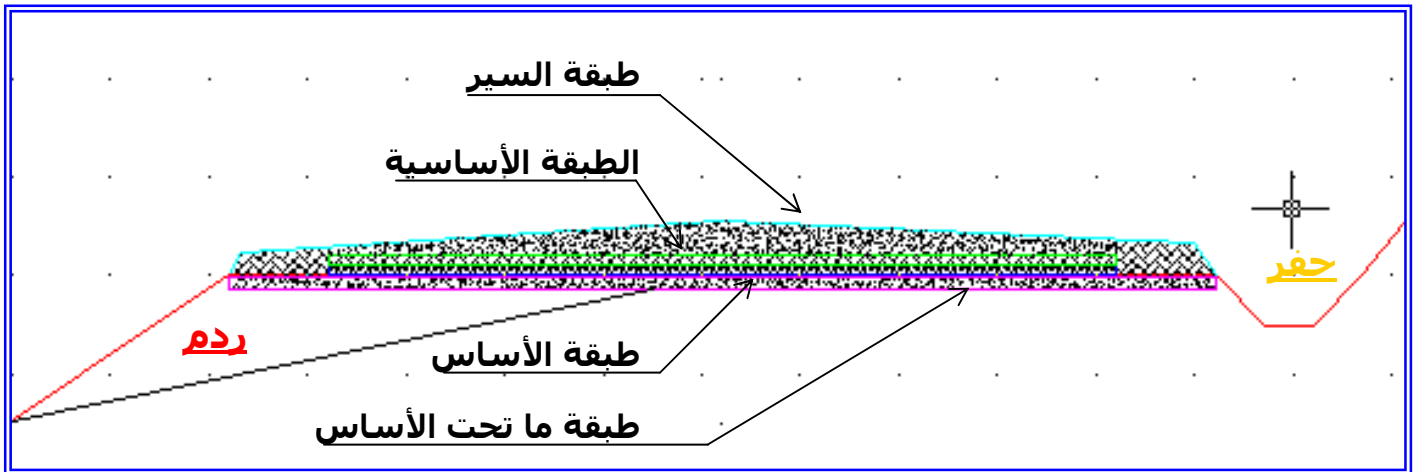 طبقة السير
الطبقة الأساسية
حفر
ردم
طبقة الأساس
طبقة ما تحت الأساس